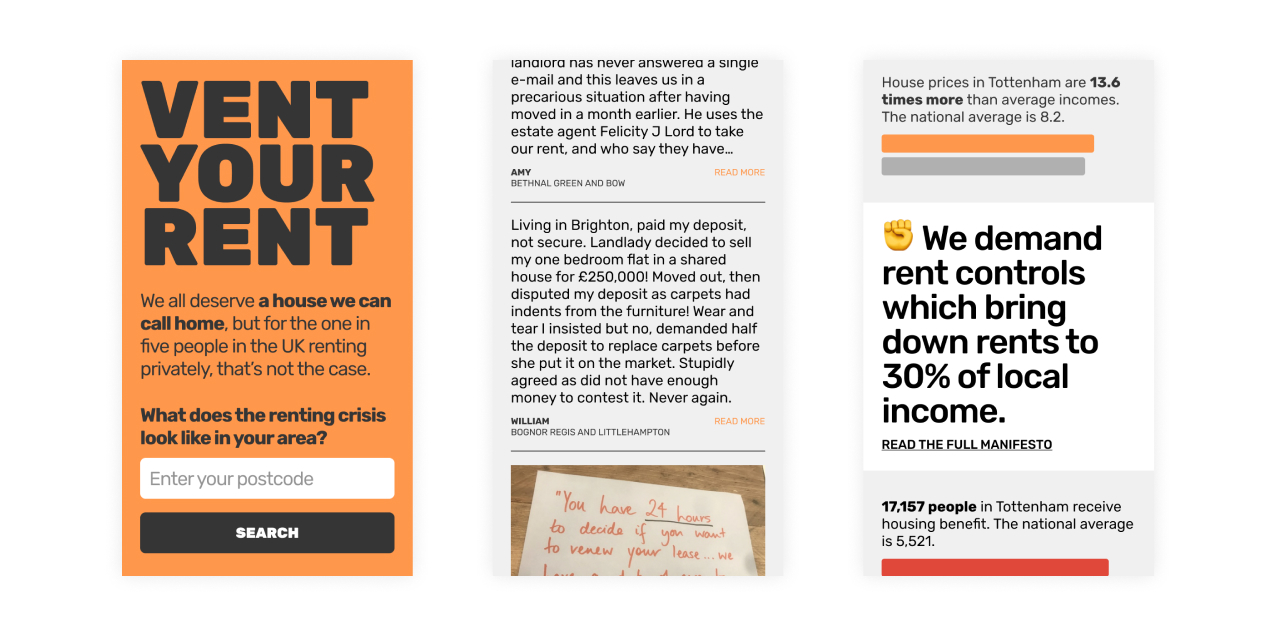 VENT
YOUR
RENT
We all deserve a house we can
call home, but for the one in
five people in the UK renting
privately, that's not the case.
What does the renting crisis
look like in your area?
Enter your postcode
SEARCH
landlord has never answered a single
e-mail and this leaves us in a
precarious situation after having
moved in a month earlier. He uses the
estate agent Felicity J Lord to take
our rent, and who say they have…
AMY
READ MORE
BETHNAL GREEN AND BOW
Living in Brighton, paid my deposit,
not secure. Landlady decided to sell
my one bedroom flat in a shared
house for £250,000! Moved out, then
disputed my deposit as carpets had
indents from the furniture! Wear and
tear I insisted but no, demanded half
the deposit to replace carpets before
she put it on the market. Stupidly
agreed as did not have enough
money to contest it. Never again.
WILLIAM
READ MORE
BOGNOR REGIS AND LITTLEHAMPTON
"You have 24 hours
to decide if you want
to renew your lease... we
House prices in Tottenham are 13.6
times more than average incomes.
The national average is 8.2.
✊ We demand
rent controls
which bring
down rents to
30% of local
income.
READ THE FULL MANIFESTO
17,157 people in Tottenham receive
housing benefit. The national average
is 5,521.